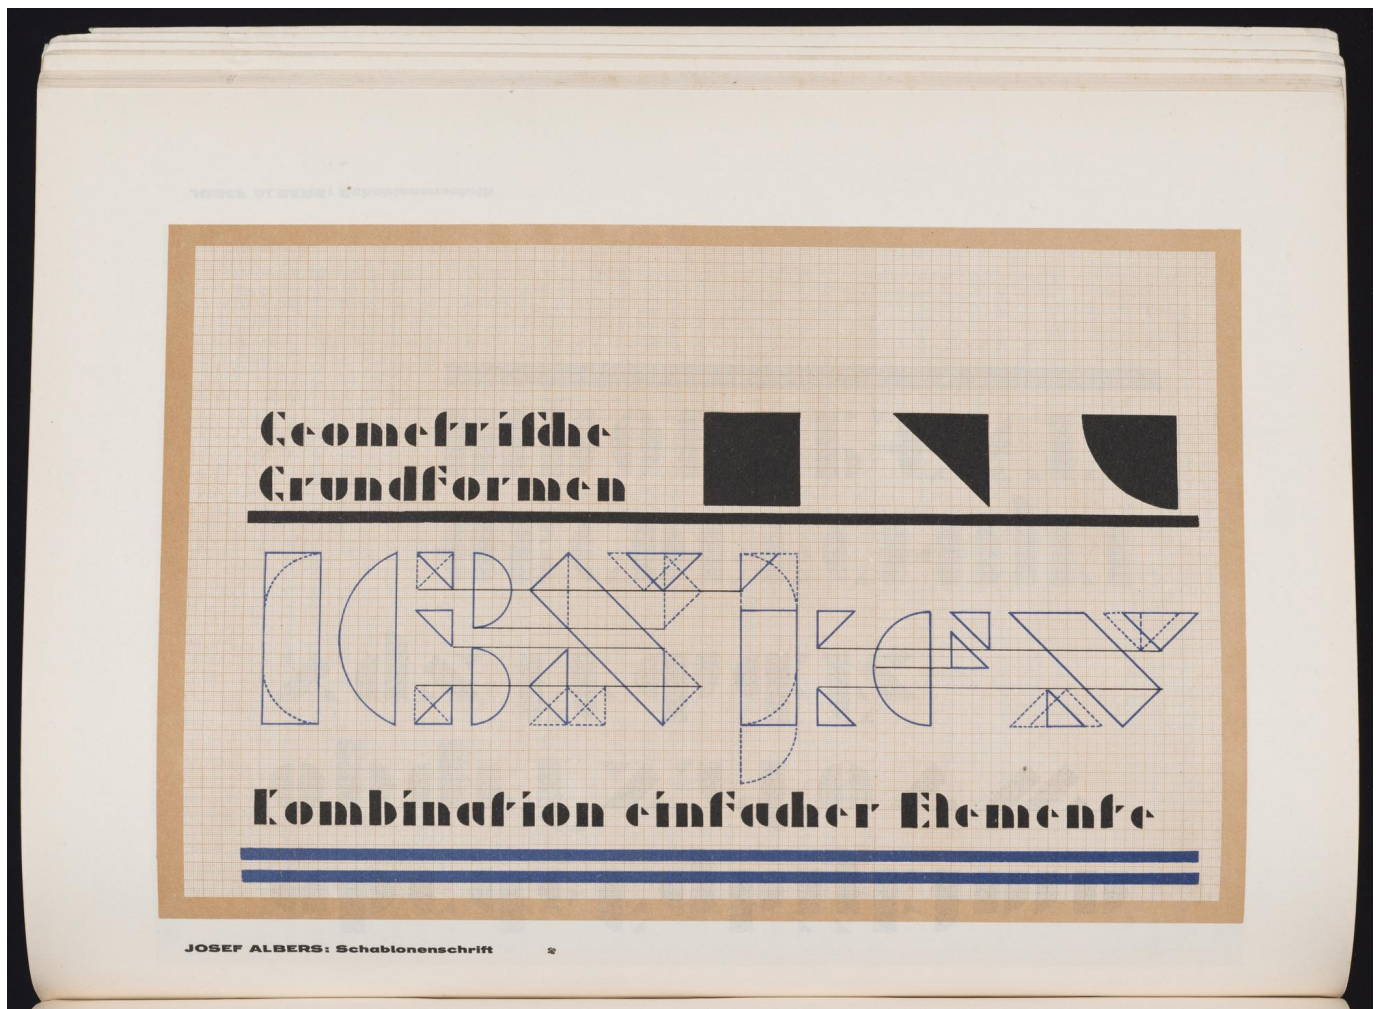 Geometrische
Grundformen
Kombination einfacher Elemente
JOSEF ALBERS: Schablonenschrift